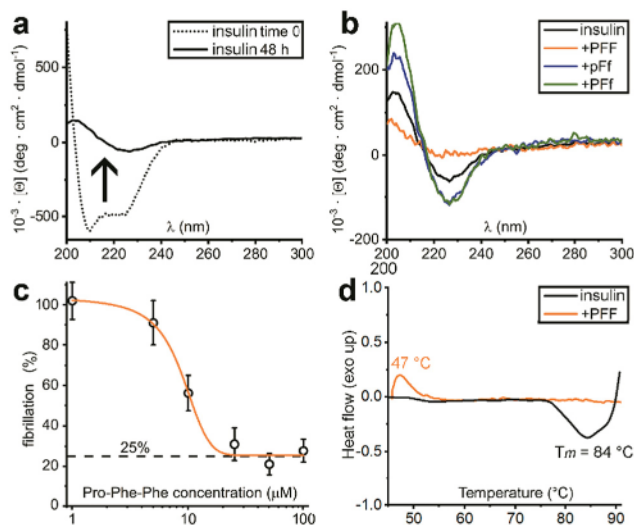 a
insulin time 0
insulin 48 h
10⁻³ · [Θ] (deg · cm² · dmol⁻¹)
500
0
-500
λ (nm)
200 220 240 260 280 300
b
insulin
+PFF
+pFf
+PFf
10⁻³ · [Θ] (deg · cm² · dmol⁻¹)
200
0
-200
λ (nm)
200 220 240 260 280 300
200
c
fibrillation (%)
120
100
80
60
40
20
0
25%
Pro-Phe-Phe concentration (μM)
1 10 100
d
insulin
+PFF
Heat flow (exo up)
1.0
0.5
0.0
-0.5
-1.0
47 °C
Tm = 84 °C
Temperature (°C)
50 60 70 80 90